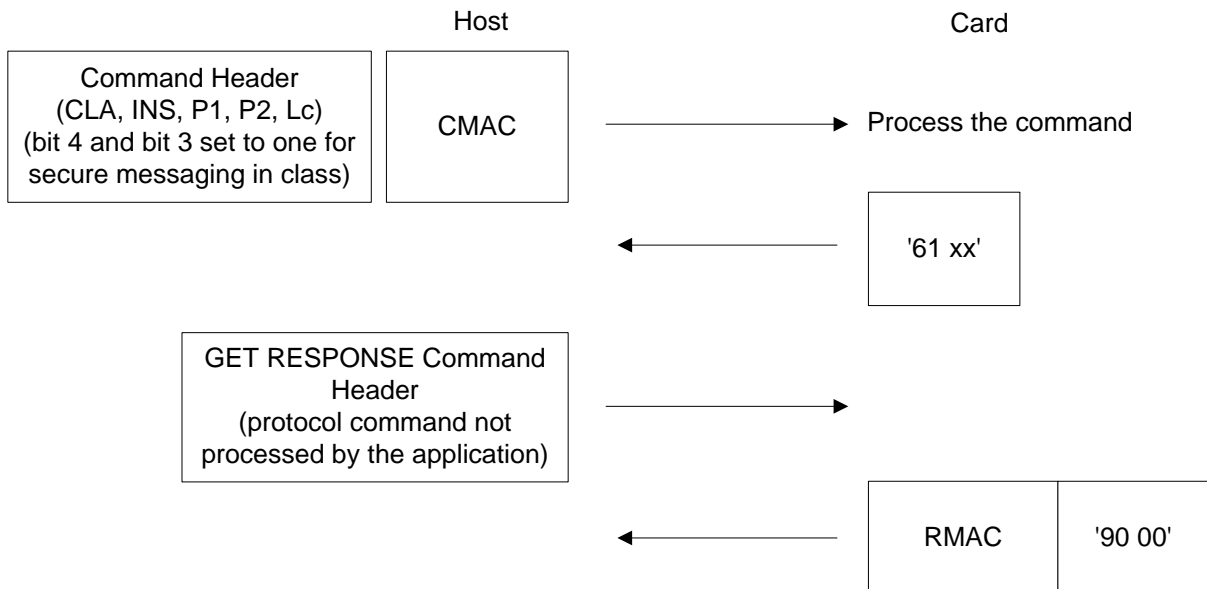 Host
Card
Command Header
(CLA, INS, P1, P2, Lc)
(bit 4 and bit 3 set to one for
secure messaging in class)
CMAC
Process the command
'61 xx'
GET RESPONSE Command
Header
(protocol command not
processed by the application)
RMAC
'90 00'